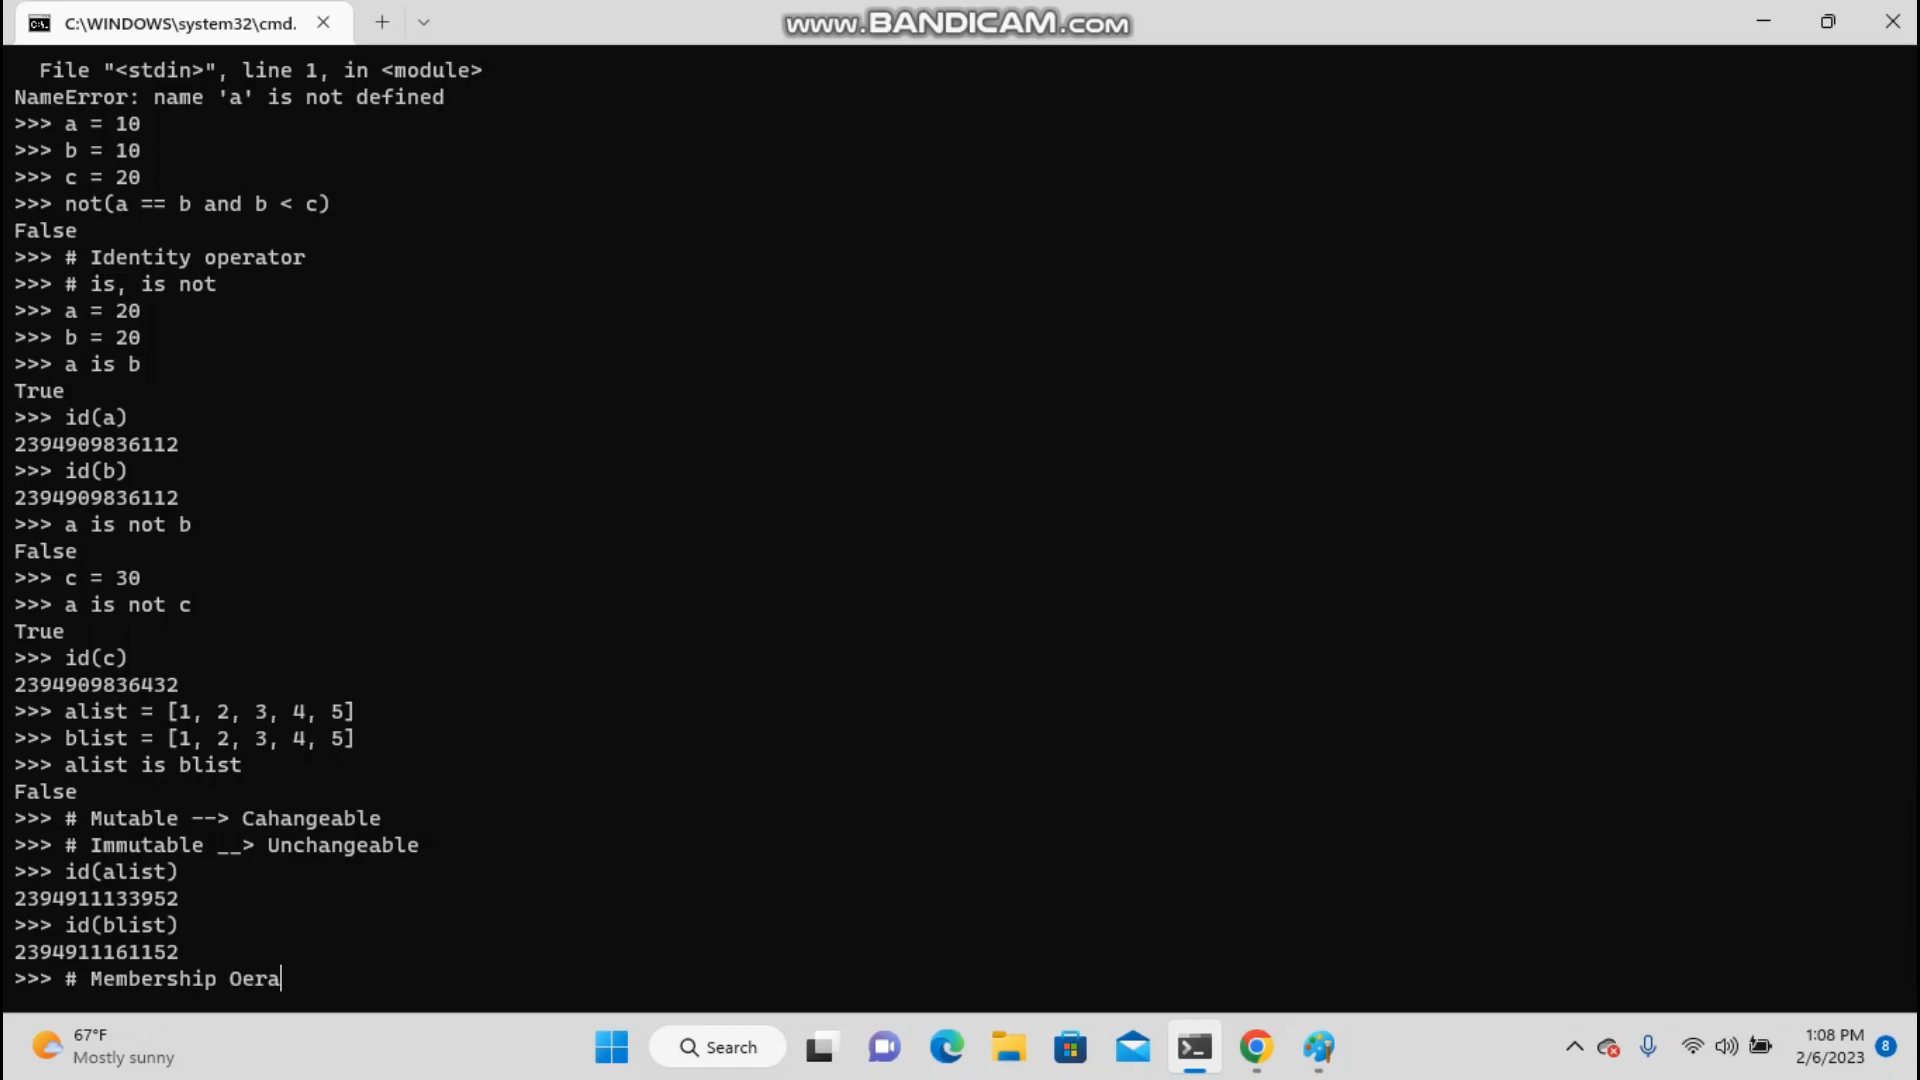 C:\WINDOWS\system32\cmd.
www.BANDICAM.com
  File "<stdin>", line 1, in <module>
NameError: name 'a' is not defined
>>> a = 10
>>> b = 10
>>> c = 20
>>> not(a == b and b < c)
False
>>> # Identity operator
>>> # is, is not
>>> a = 20
>>> b = 20
>>> a is b
True
>>> id(a)
2394909836112
>>> id(b)
2394909836112
>>> a is not b
False
>>> c = 30
>>> a is not c
True
>>> id(c)
2394909836432
>>> alist = [1, 2, 3, 4, 5]
>>> blist = [1, 2, 3, 4, 5]
>>> alist is blist
False
>>> # Mutable --> Cahangeable
>>> # Immutable __> Unchangeable
>>> id(alist)
2394911133952
>>> id(blist)
2394911161152
>>> # Membership Oera
67°F
Mostly sunny
Search
1:08 PM
2/6/2023
8